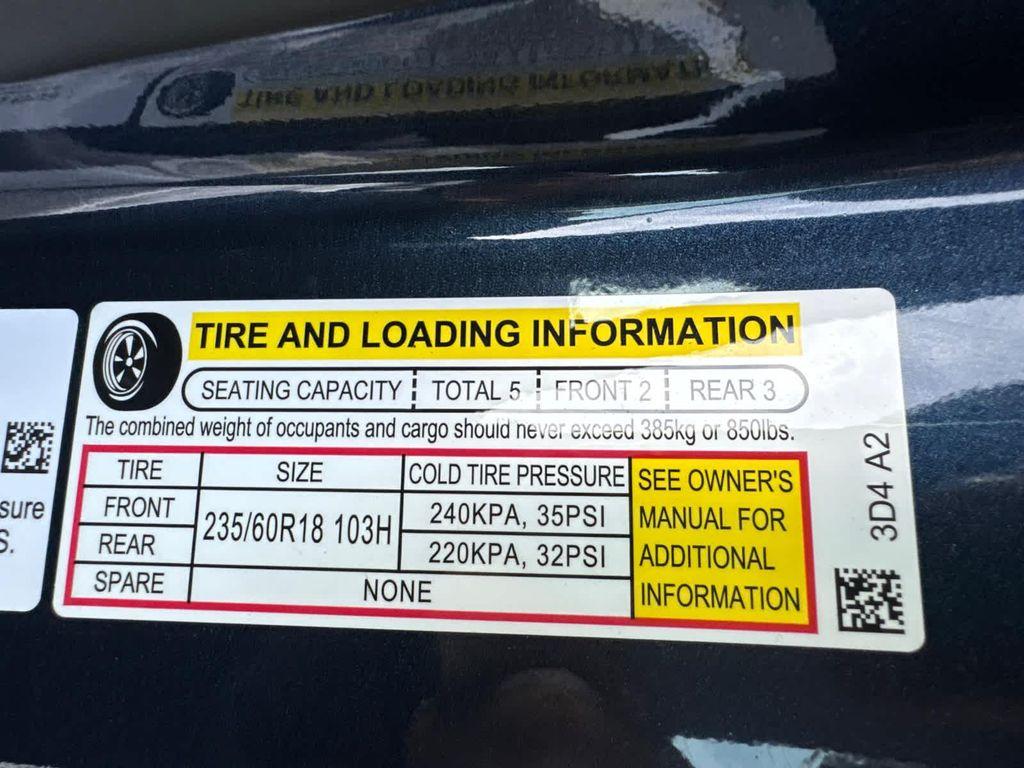 TIRE AND LOADING INFORMATION
SEATING CAPACITY TOTAL 5 FRONT 2 REAR 3
The combined weight of occupants and cargo should never exceed 385kg or 850lbs.
TIRE SIZE COLD TIRE PRESSURE
FRONT 235/60R18 103H 240KPA, 35PSI
REAR 220KPA, 32PSI
SPARE NONE
SEE OWNER'S
MANUAL FOR
ADDITIONAL
INFORMATION
3D4 A2
sure
S.